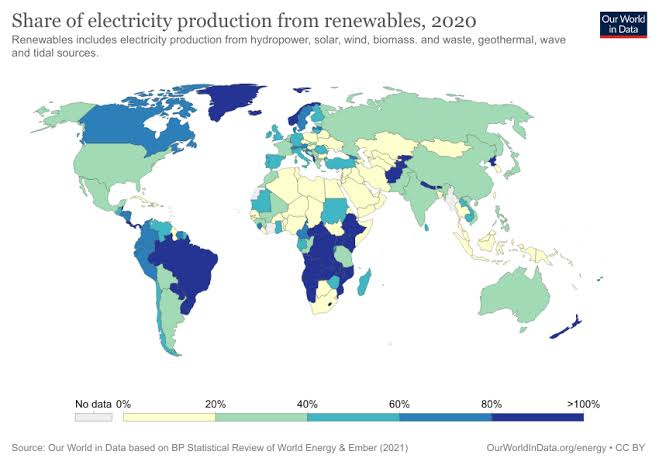 Share of electricity production from renewables, 2020
Our World
in Data
Renewables includes electricity production from hydropower, solar, wind, biomass. and waste, geothermal, wave
and tidal sources.
No data 0% 20% 40% 60% 80% >100%
Source: Our World in Data based on BP Statistical Review of World Energy & Ember (2021) OurWorldInData.org/energy • CC BY